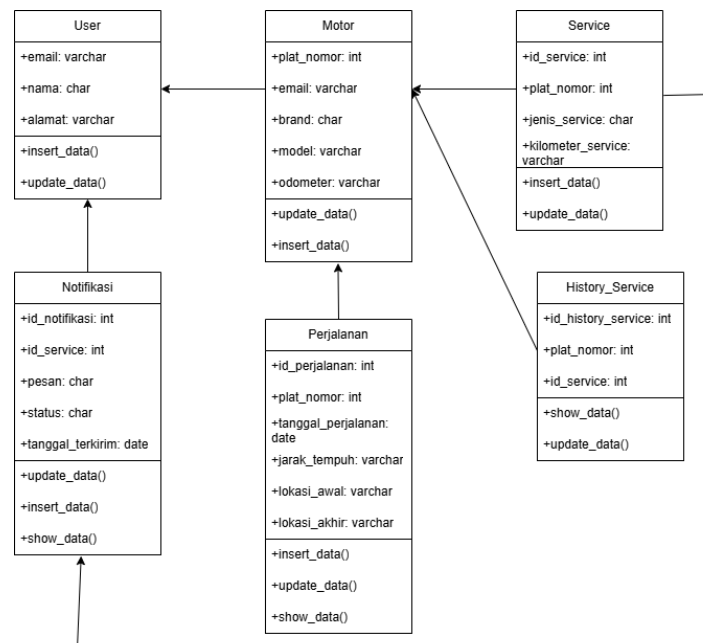 User
+email: varchar
+nama: char
+alamat: varchar
+insert_data()
+update_data()
Motor
+plat_nomor: int
+email: varchar
+brand: char
+model: varchar
+odometer: varchar
+update_data()
+insert_data()
Service
+id_service: int
+plat_nomor: int
+jenis_service: char
+kilometer_service:
varchar
+insert_data()
+update_data()
Notifikasi
+id_notifikasi: int
+id_service: int
+pesan: char
+status: char
+tanggal_terkirim: date
+update_data()
+insert_data()
+show_data()
Perjalanan
+id_perjalanan: int
+plat_nomor: int
+tanggal_perjalanan:
date
+jarak_tempuh: varchar
+lokasi_awal: varchar
+lokasi_akhir: varchar
+insert_data()
+update_data()
+show_data()
History_Service
+id_history_service: int
+plat_nomor: int
+id_service: int
+show_data()
+update_data()